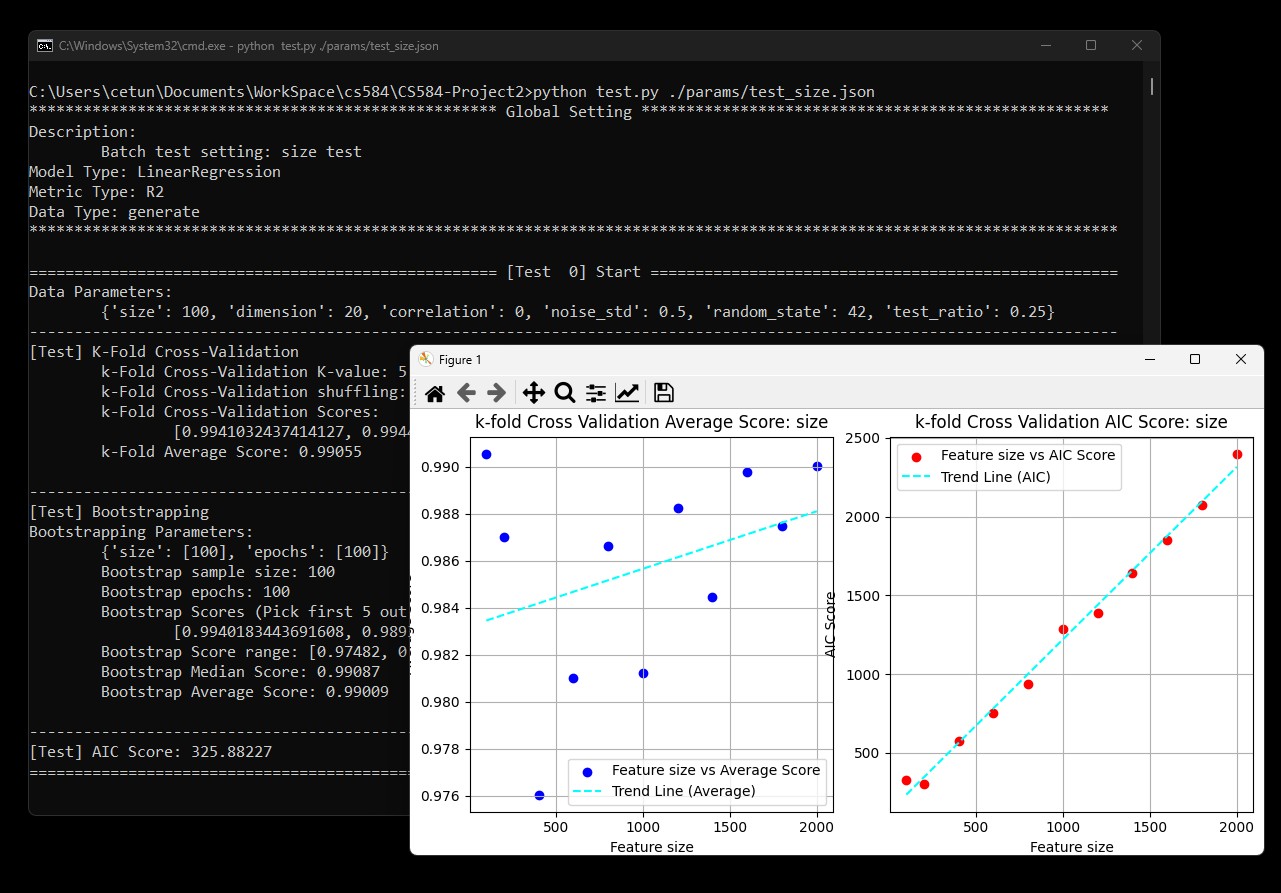 C:\Windows\System32\cmd.exe - python test.py ./params/test_size.json
C:\Users\cetun\Documents\WorkSpace\cs584\CS584-Project2>python test.py ./params/test_size.json
**************************************************** Global Setting ****************************************************
Description:
Batch test setting: size test
Model Type: LinearRegression
Metric Type: R2
Data Type: generate
*************************************************************************************************************************
==================================================== [Test  0] Start ====================================================
Data Parameters:
{'size': 100, 'dimension': 20, 'correlation': 0, 'noise_std': 0.5, 'random_state': 42, 'test_ratio': 0.25}
-------------------------------------------------------------------------------------------------------------------------
[Test] K-Fold Cross-Validation
k-Fold Cross-Validation K-value: 5
k-Fold Cross-Validation shuffling:
k-Fold Cross-Validation Scores:
[0.9941032437414127, 0.994
k-Fold Average Score: 0.99055
------------------------------------------
[Test] Bootstrapping
Bootstrapping Parameters:
{'size': [100], 'epochs': [100]}
Bootstrap sample size: 100
Bootstrap epochs: 100
Bootstrap Scores (Pick first 5 out
[0.9940183443691608, 0.989
Bootstrap Score range: [0.97482, 0
Bootstrap Median Score: 0.99087
Bootstrap Average Score: 0.99009
------------------------------------------
[Test] AIC Score: 325.88227
==========================================
Figure 1
k-fold Cross Validation Average Score: size
0.990
0.988
0.986
0.984
0.982
0.980
0.978
0.976
Feature size vs Average Score
Trend Line (Average)
500
1000
1500
2000
Feature size
k-fold Cross Validation AIC Score: size
AIC Score
2500
2000
1500
1000
500
Feature size vs AIC Score
Trend Line (AIC)
500
1000
1500
2000
Feature size